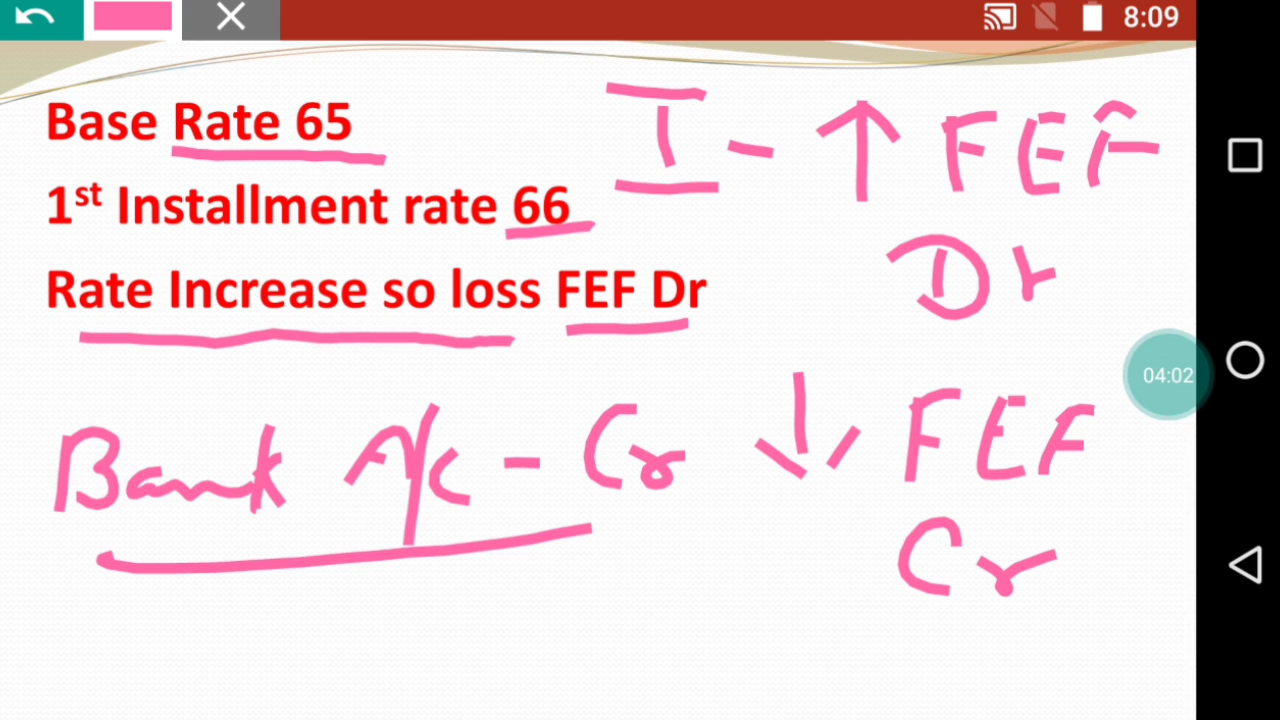 8:09
Base Rate 65
1st Installment rate 66
Rate Increase so loss FEF Dr
I - ↑ FEF
Dr
04:02
Bank A/c - Cr
↓ FEF
Cr